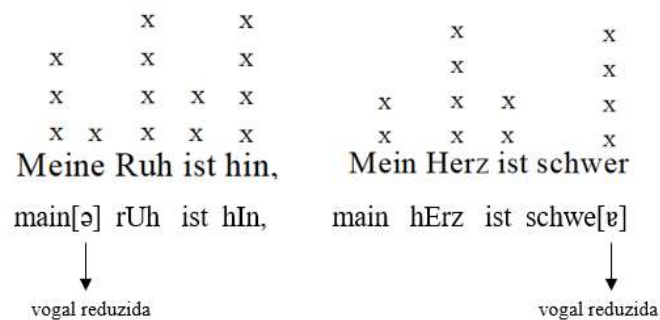 x x x x
x x x x x
x x x x x x x x
x x x x x x x x x
Meine Ruh ist hin, Mein Herz ist schwer
main[ə] rUh ist hIn, main hErz ist schwe[ɐ]
vogal reduzida vogal reduzida